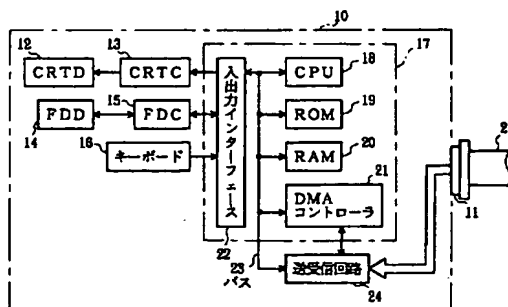 10
12
13
17
CRTD
CRTC
CPU
18
14
15
FDD
FDC
ROM
19
16
キーボード
RAM
20
入出力インターフェース
22
21
DMA
コントローラ
2
11
23
バス
送受信回路
24